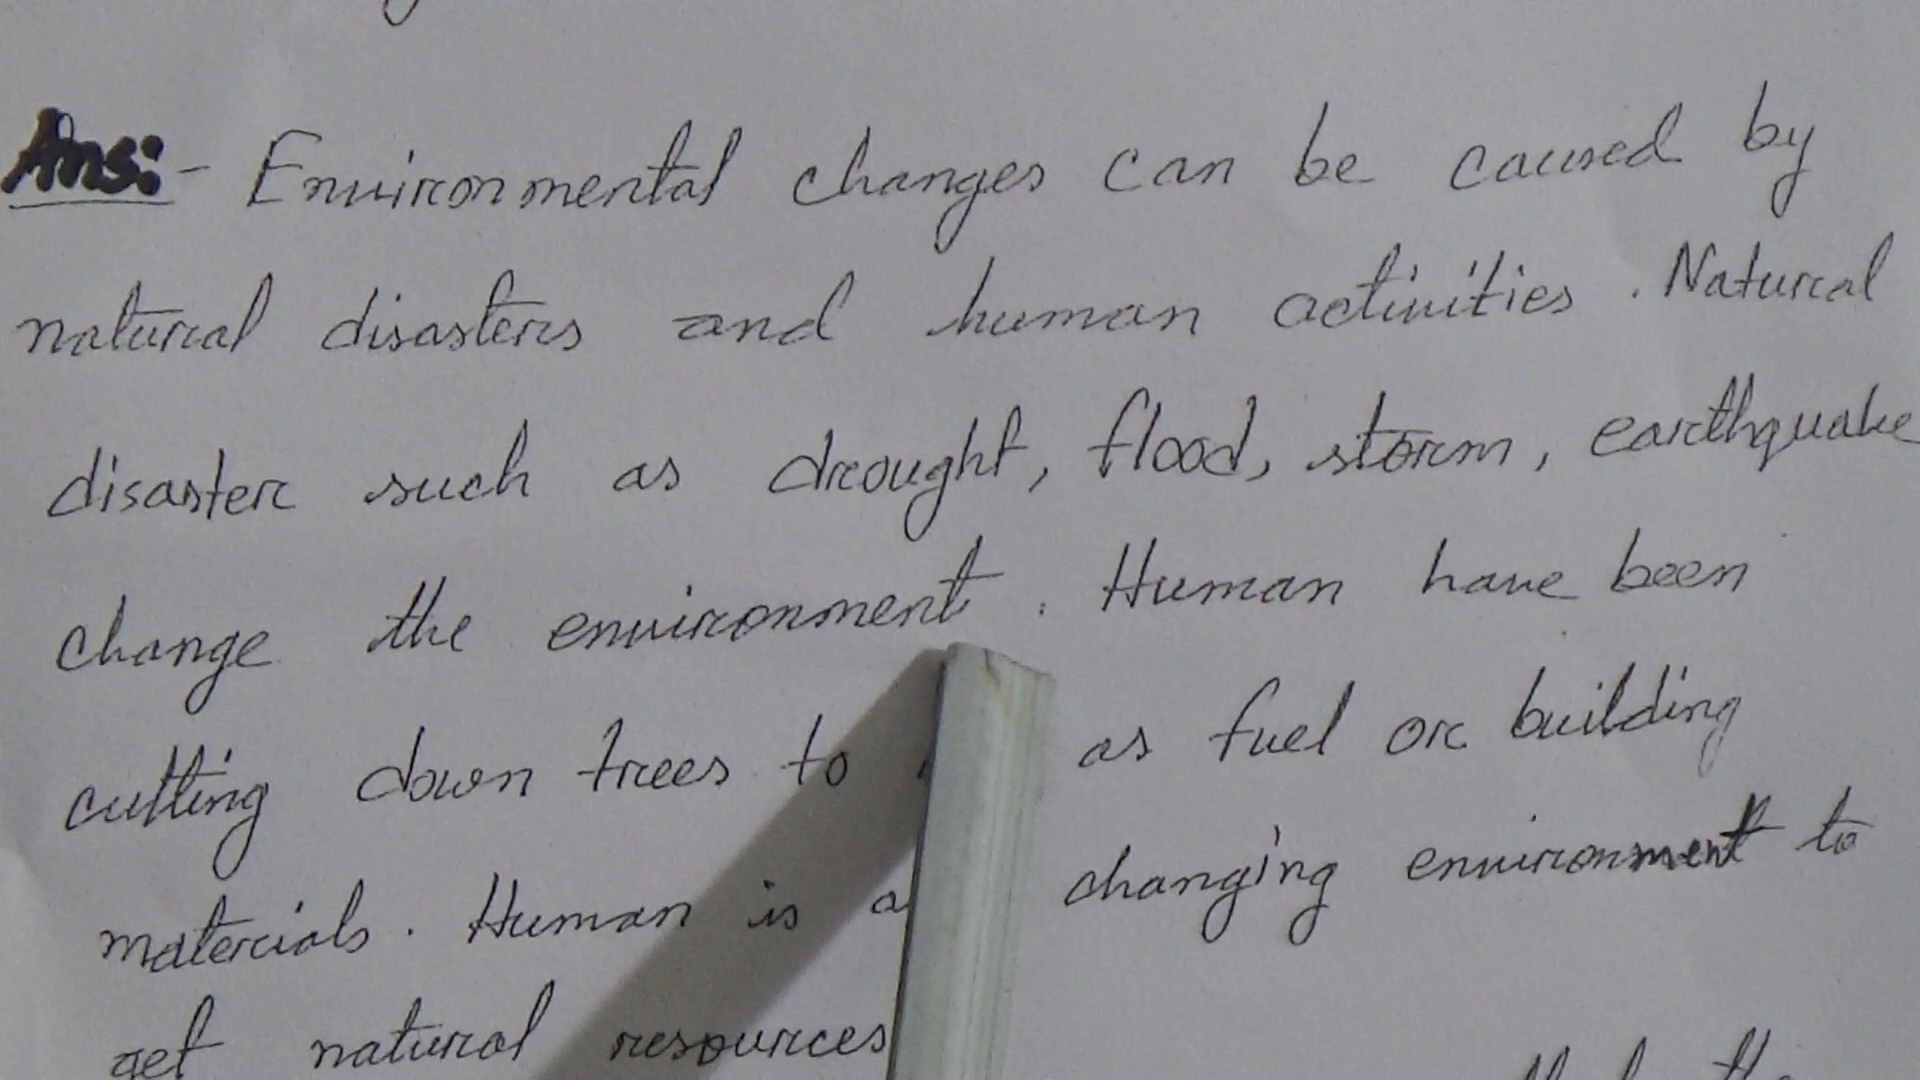 Ans:- Environmental changes can be caused by
natural disasters and human activities. Natural
disaster such as drought, flood, storm, earthquake
change the environment. Human have been
cutting down trees to as fuel or building
materials. Human is changing environment to
get natural resources